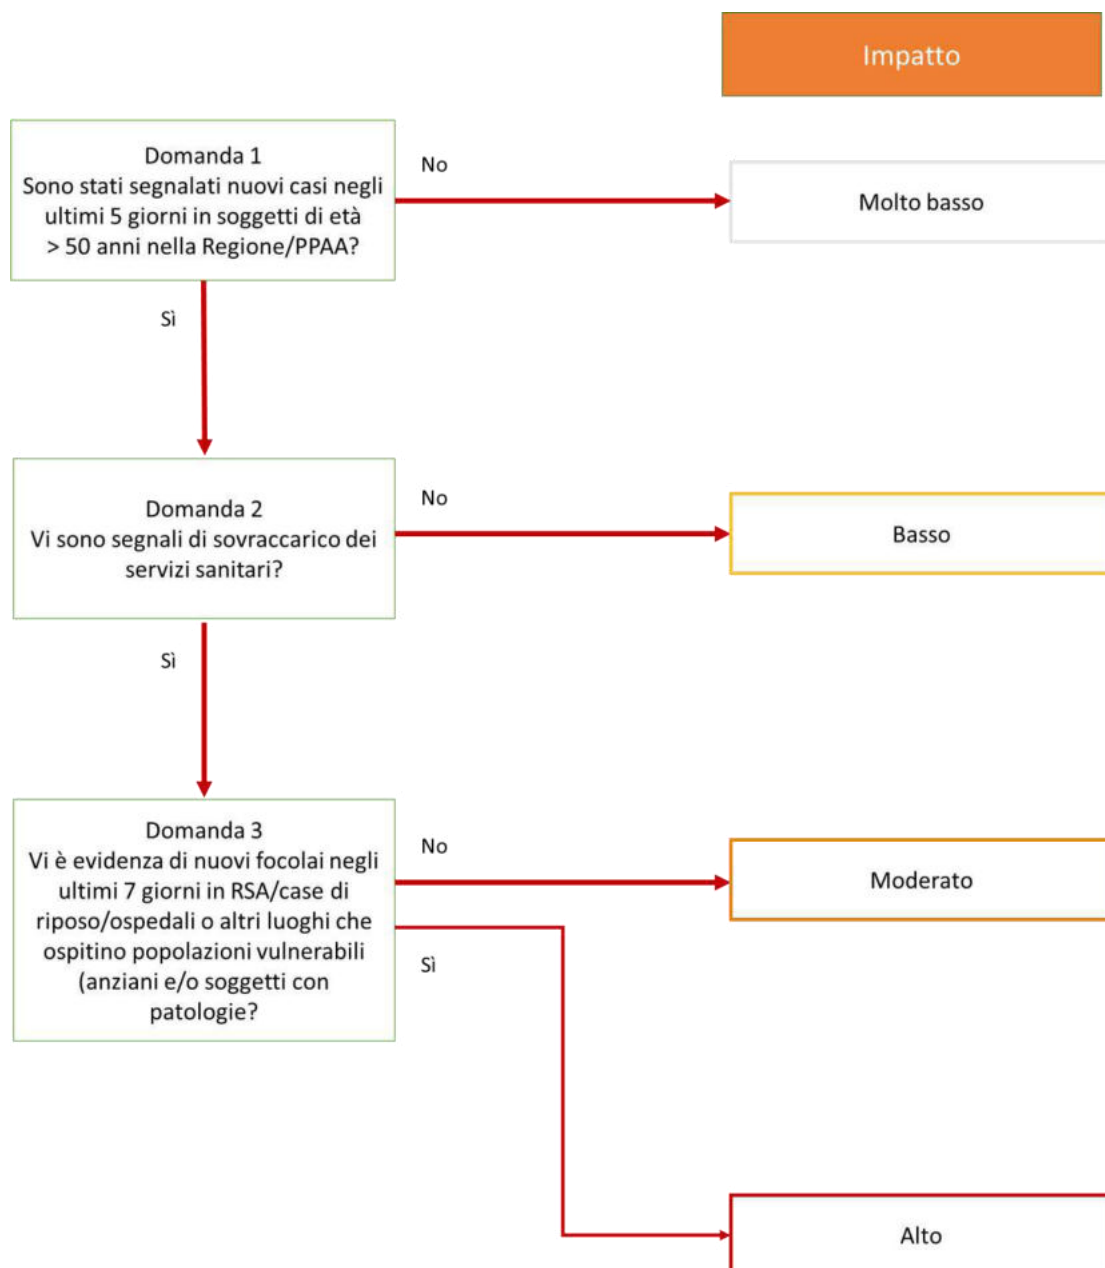 Impatto
Domanda 1
Sono stati segnalati nuovi casi negli
ultimi 5 giorni in soggetti di età
> 50 anni nella Regione/PPAA?
No
Molto basso
Sì
Domanda 2
Vi sono segnali di sovraccarico dei
servizi sanitari?
No
Basso
Sì
Domanda 3
Vi è evidenza di nuovi focolai negli
ultimi 7 giorni in RSA/case di
riposo/ospedali o altri luoghi che
ospitino popolazioni vulnerabili
(anziani e/o soggetti con
patologie?
No
Moderato
Sì
Alto